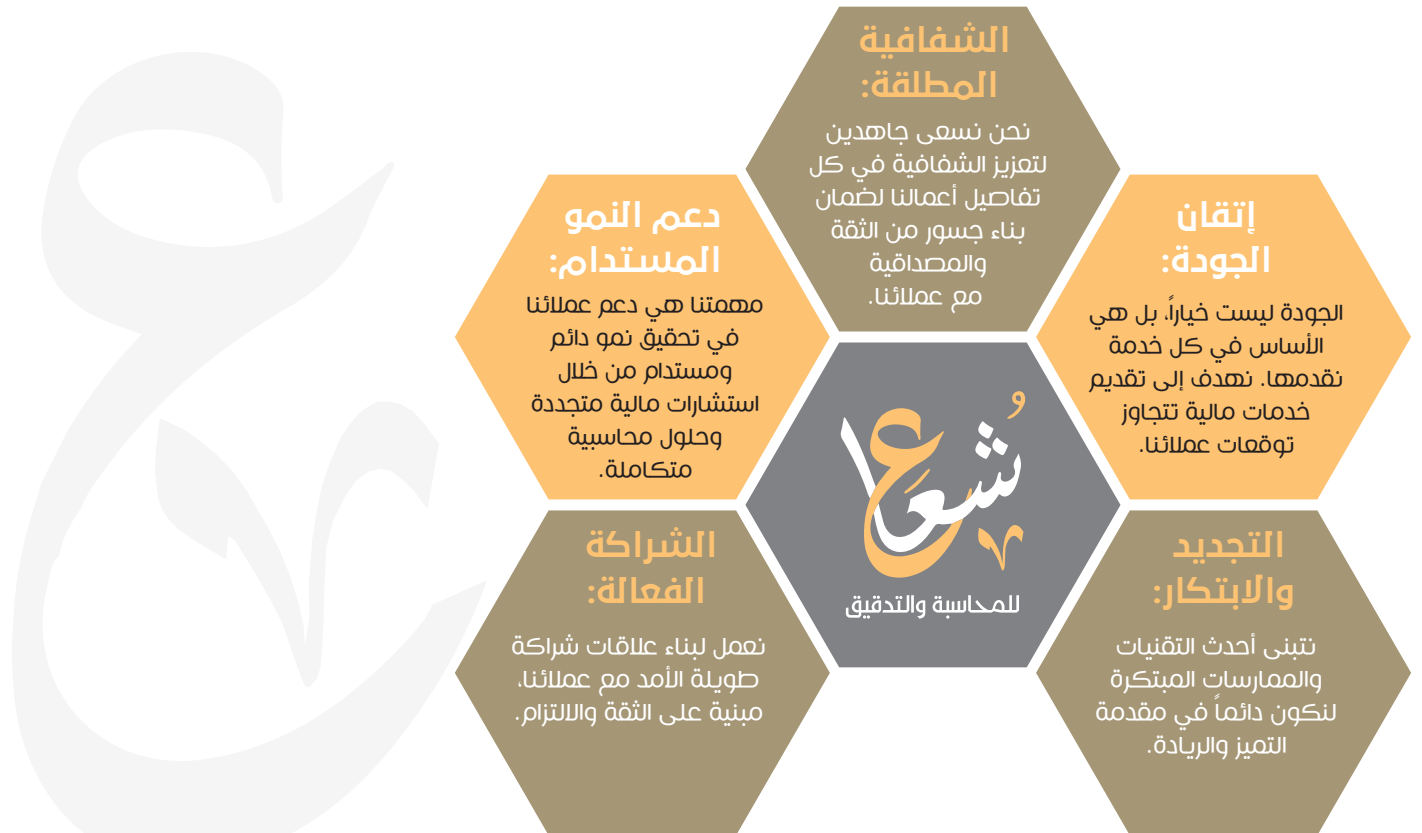 الشفافية
المطلقة:
نحن نسعى جاهدين
لتعزيز الشفافية في كل
تفاصيل أعمالنا لضمان
بناء جسور من الثقة
والمصداقية
مع عملائنا.
إتقان
الجودة:
الجودة ليست خياراً، بل هي
الأساس في كل خدمة
نقدمها. نهدف إلى تقديم
خدمات مالية تتجاوز
توقعات عملائنا.
دعم النمو
المستدام:
مهمتنا هي دعم عملائنا
في تحقيق نمو دائم
ومستدام من خلال
استشارات مالية متجددة
وحلول محاسبية
متكاملة.
شُعاع
للمحاسبة والتدقيق
التجديد
والابتكار:
نتبنى أحدث التقنيات
والممارسات المبتكرة
لنكون دائماً في مقدمة
التميز والريادة.
الشراكة
الفعالة:
نعمل لبناء علاقات شراكة
طويلة الأمد مع عملائنا،
مبنية على الثقة والالتزام.